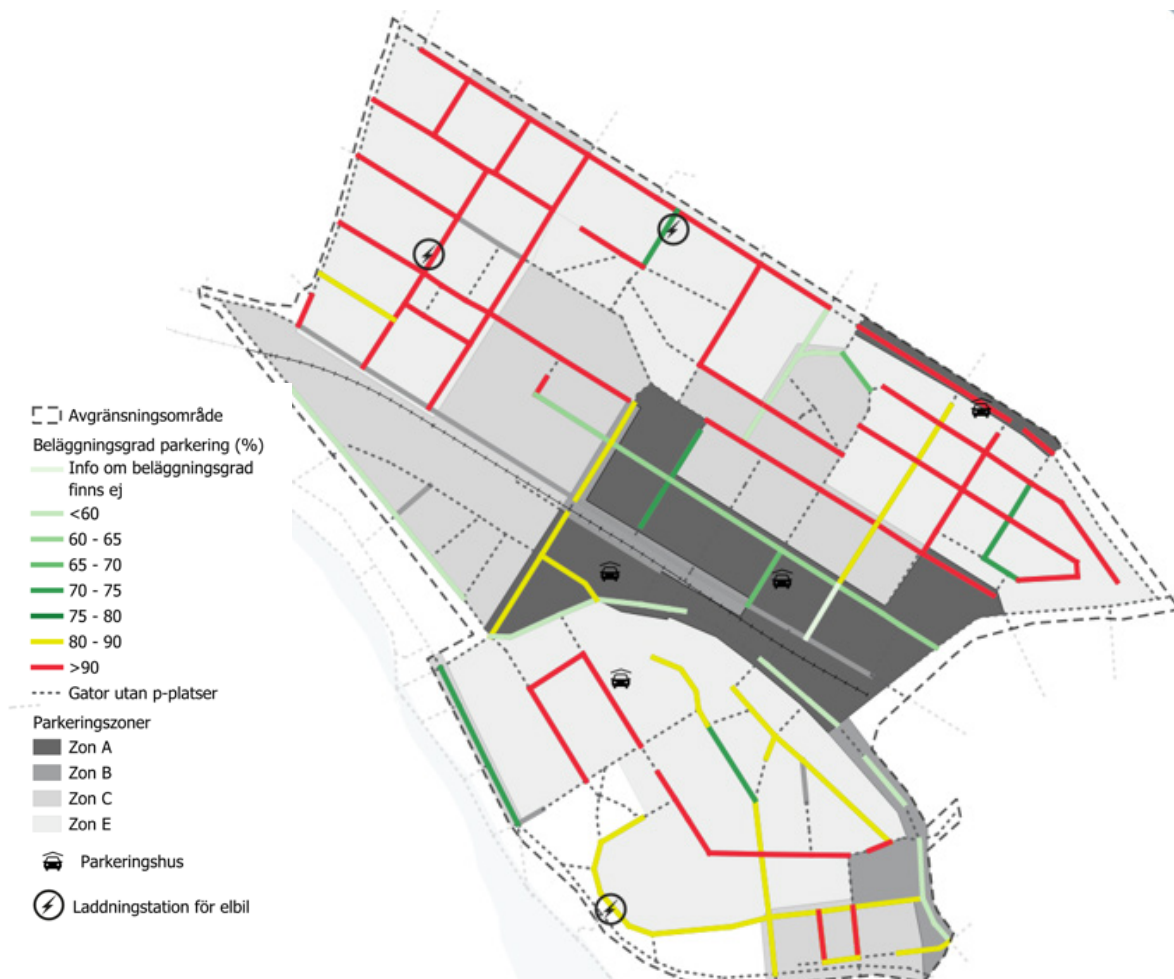 Avgränsningsområde
Beläggningsgrad parkering (%)
Info om beläggningsgrad
finns ej
<60
60 - 65
65 - 70
70 - 75
75 - 80
80 - 90
>90
Gator utan p-platser
Parkeringszoner
Zon A
Zon B
Zon C
Zon E
Parkeringshus
Laddningstation för elbil